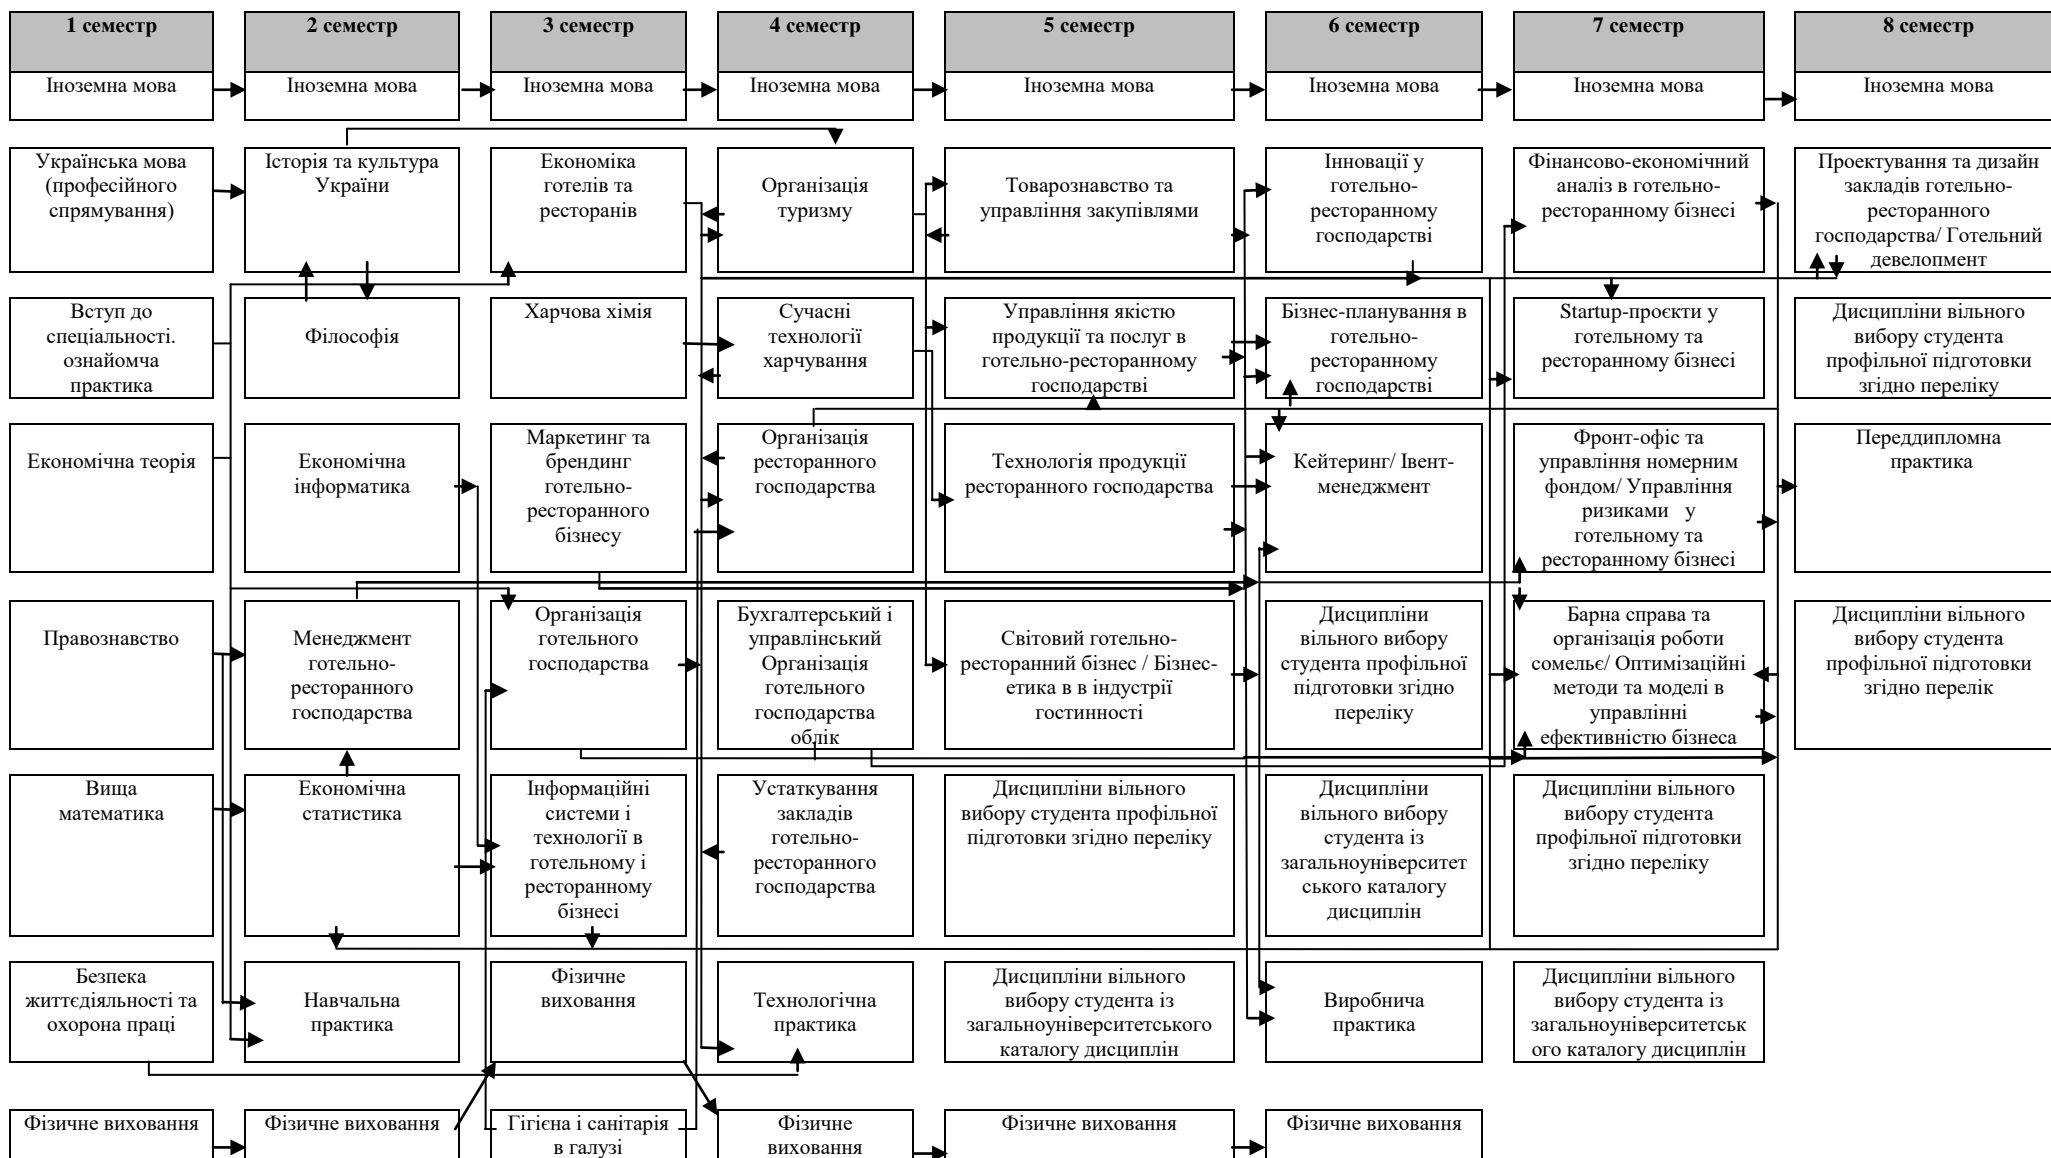 1 семестр
2 семестр
3 семестр
4 семестр
5 семестр
6 семестр
7 семестр
8 семестр
Іноземна мова
Іноземна мова
Іноземна мова
Іноземна мова
Іноземна мова
Іноземна мова
Іноземна мова
Іноземна мова
Українська мова
(професійного
спрямування)
Історія та культура
України
Економіка
готелів та
ресторанів
Організація
туризму
Товарознавство та
управління закупівлями
Інновації у
готельно-
ресторанному
господарстві
Фінансово-економічний
аналіз в готельно-
ресторанному бізнесі
Проектування та дизайн
закладів готельно-
ресторанного
господарства/ Готельний
девелопмент
Вступ до
спеціальності.
ознайомча
практика
Філософія
Харчова хімія
Сучасні
технології
харчування
Управління якістю
продукції та послуг в
готельно-ресторанному
господарстві
Бізнес-планування в
готельно-
ресторанному
господарстві
Startup-проєкти у
готельному та
ресторанному бізнесі
Дисципліни вільного
вибору студента
профільної підготовки
згідно переліку
Економічна теорія
Економічна
інформатика
Маркетинг та
брендинг
готельно-
ресторанного
бізнесу
Організація
ресторанного
господарства
Технологія продукції
ресторанного господарства
Кейтеринг/ Івент-
менеджмент
Фронт-офіс та
управління номерним
фондом/ Управління
ризиками у
готельному та
ресторанному бізнесі
Переддипломна
практика
Правознавство
Менеджмент
готельно-
ресторанного
господарства
Організація
готельного
господарства
Бухгалтерський і
управлінський
Організація
готельного
господарства
облік
Світовий готельно-
ресторанний бізнес / Бізнес-
етика в в індустрії
гостинності
Дисципліни
вільного вибору
студента профільної
підготовки згідно
переліку
Барна справа та
організація роботи
сомельє/ Оптимізаційні
методи та моделі в
управлінні
ефективністю бізнеса
Дисципліни вільного
вибору студента
профільної підготовки
згідно перелік
Вища
математика
Економічна
статистика
Інформаційні
системи і
технології в
готельному і
ресторанному
бізнесі
Устаткування
закладів
готельно-
ресторанного
господарства
Дисципліни вільного
вибору студента профільної
підготовки згідно переліку
Дисципліни
вільного вибору
студента із
загальноуніверситет
ського каталогу
дисциплін
Дисципліни вільного
вибору студента
профільної підготовки
згідно переліку
Безпека
життєдіяльності та
охорона праці
Навчальна
практика
Фізичне
виховання
Технологічна
практика
Дисципліни вільного
вибору студента із
загальноуніверситетського
каталогу дисциплін
Виробнича
практика
Дисципліни вільного
вибору студента із
загальноуніверситетськ
ого каталогу дисциплін
Фізичне виховання
Фізичне виховання
Гігієна і санітарія
в галузі
Фізичне
виховання
Фізичне виховання
Фізичне виховання